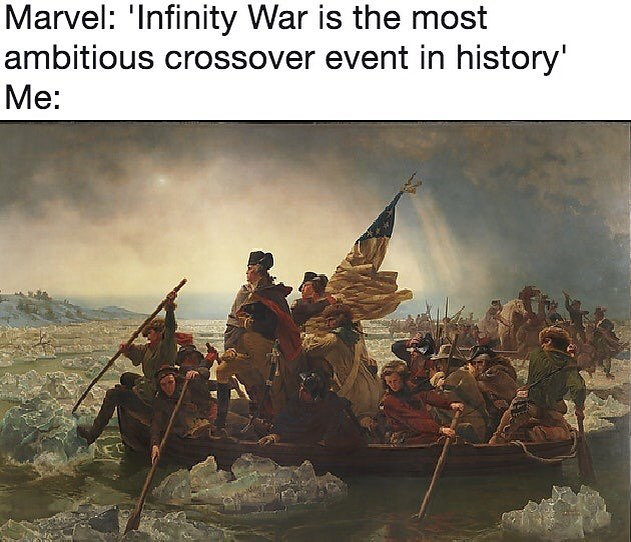 Marvel: 'Infinity War is the most
ambitious crossover event in history'
Me: